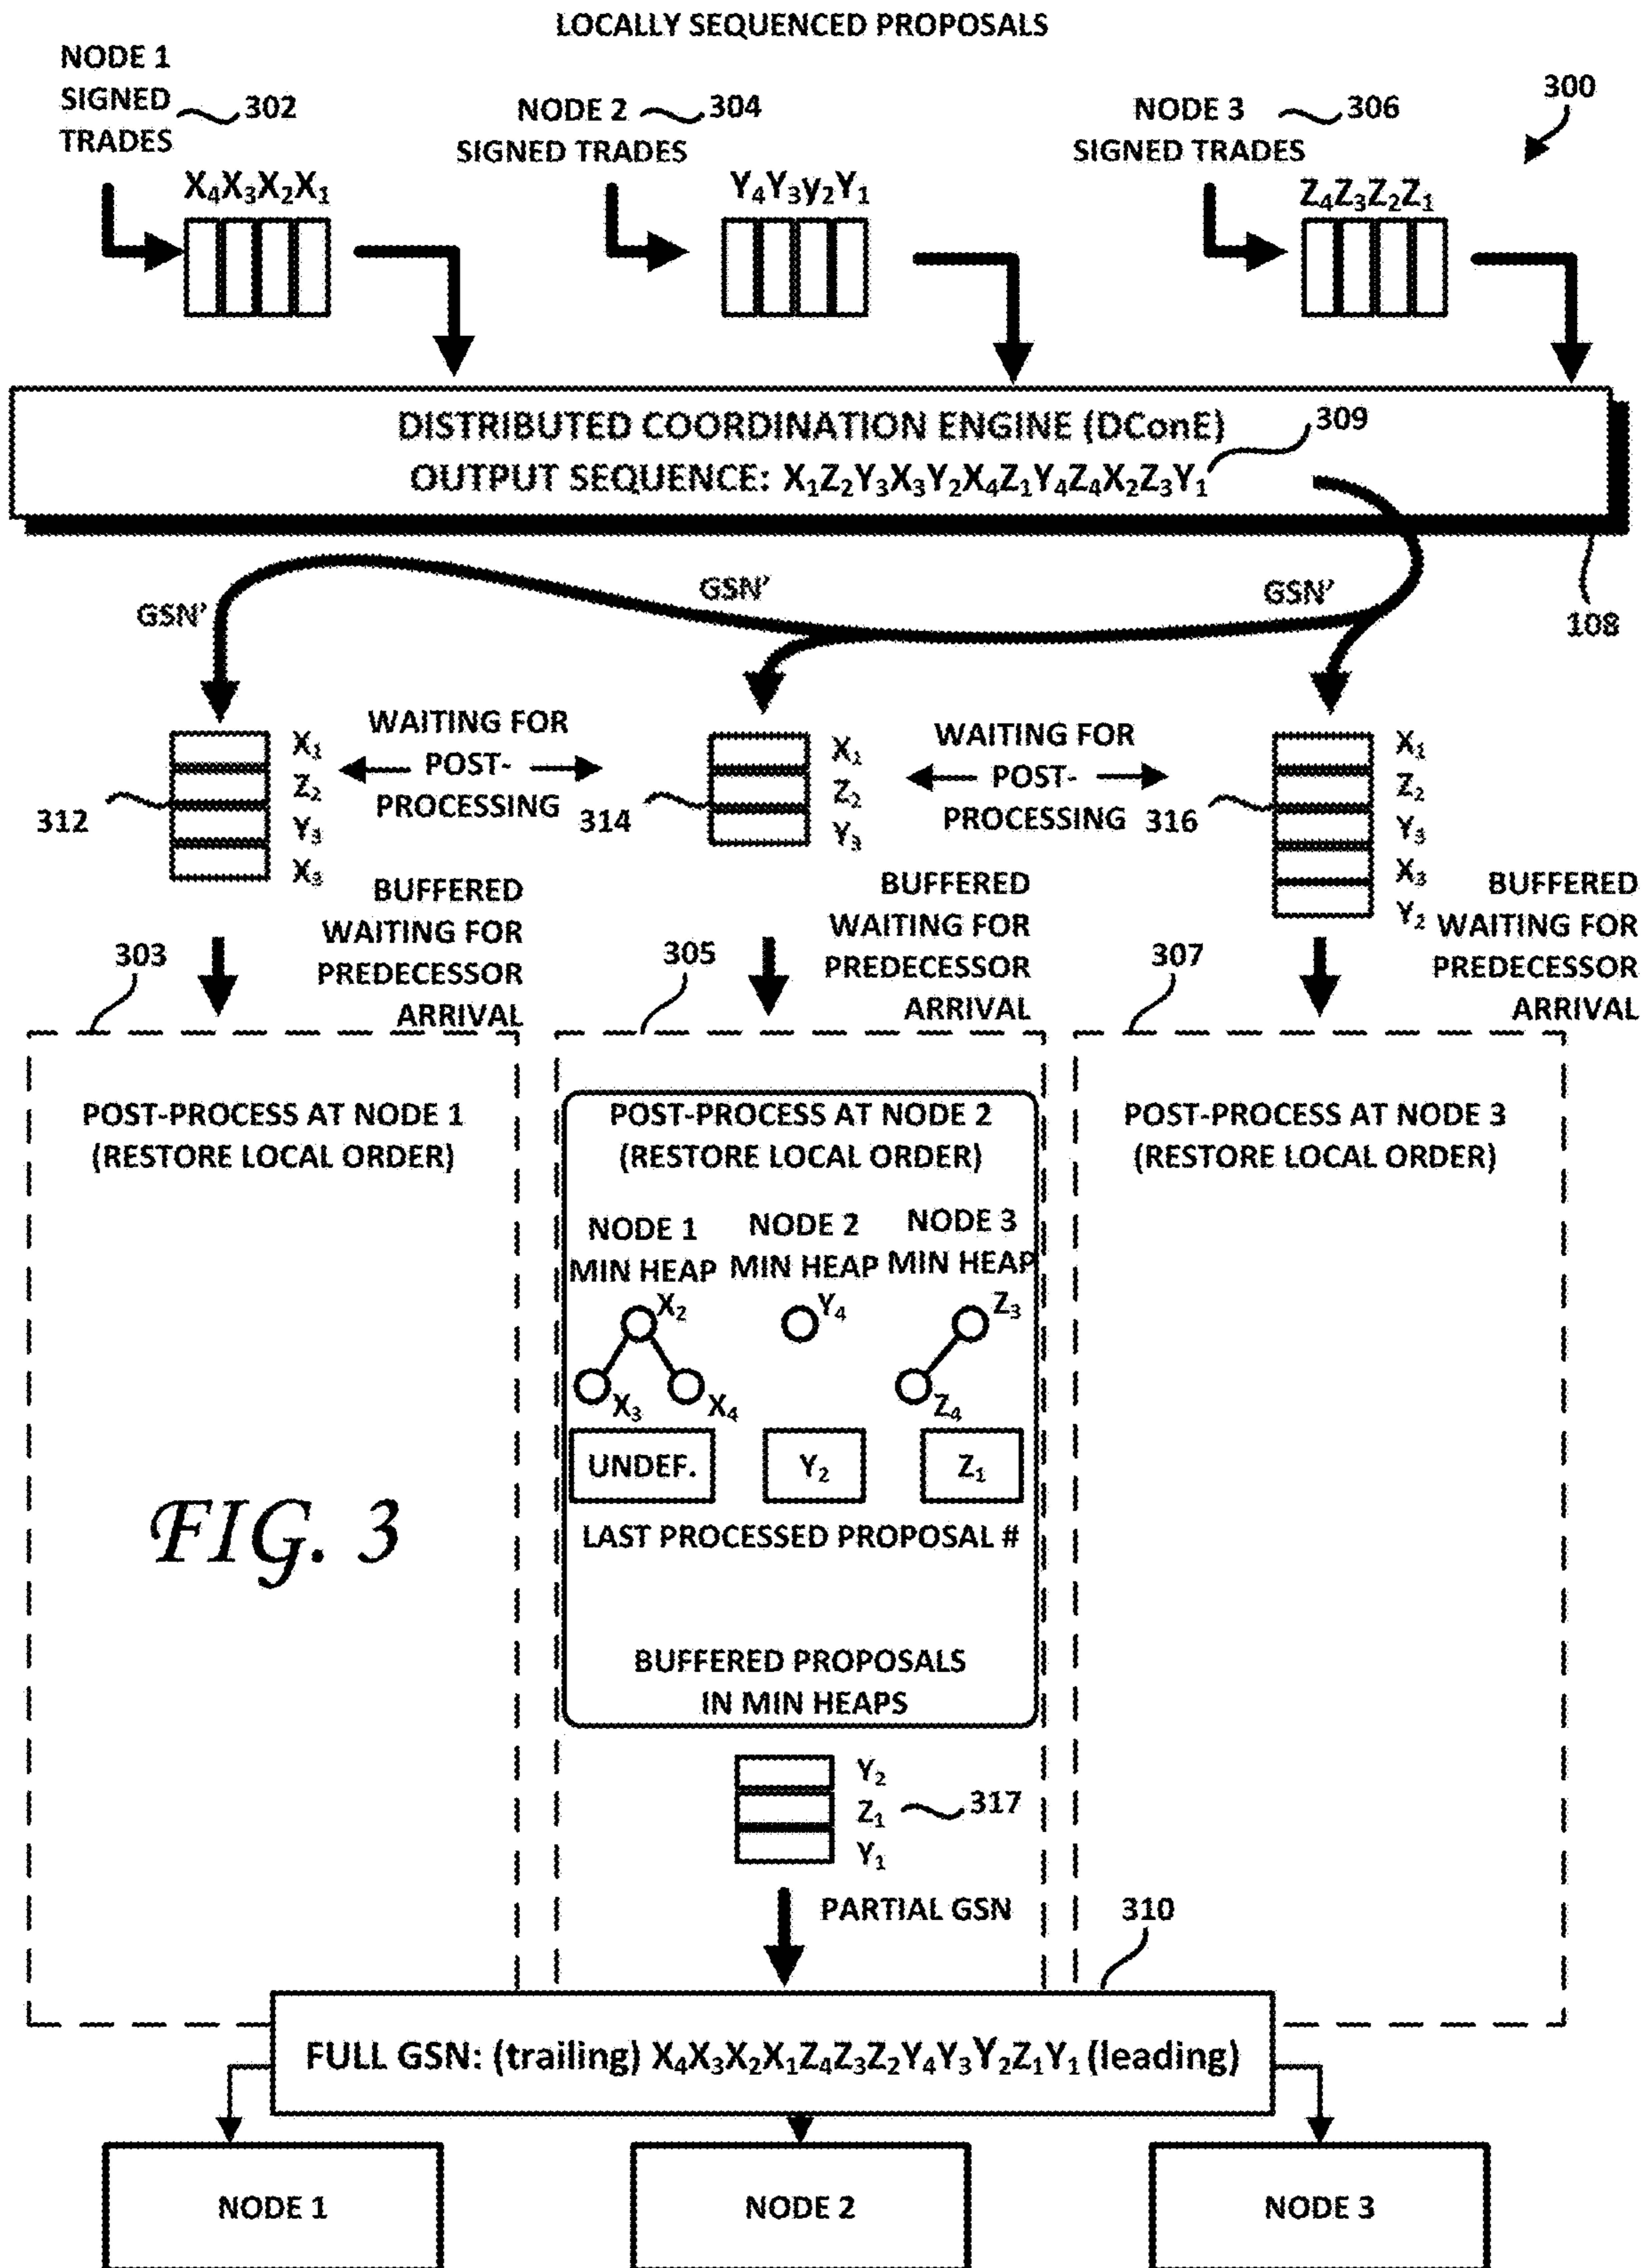 LOCALLY SEQUENCED PROPOSALS
NODE 1
SIGNED
TRADES
302
NODE 2
304
SIGNED TRADES
NODE 3
306
SIGNED TRADES
300
X₄X₃X₂X₁
Y₄Y₃y₂Y₁
Z₄Z₃Z₂Z₁
DISTRIBUTED COORDINATION ENGINE (DConE)
309
OUTPUT SEQUENCE: X₁Z₂Y₃X₃Y₂X₄Z₁Y₄Z₄X₂Z₃Y₁
GSN'
GSN'
GSN'
108
X₁
Z₂
Y₃
X₃
312
WAITING FOR
POST-
PROCESSING
314
X₁
Z₂
Y₃
WAITING FOR
POST-
PROCESSING
316
X₁
Z₂
Y₃
X₃
Y₂
BUFFERED
WAITING FOR
PREDECESSOR
ARRIVAL
BUFFERED
WAITING FOR
PREDECESSOR
ARRIVAL
BUFFERED
WAITING FOR
PREDECESSOR
ARRIVAL
303
305
307
POST-PROCESS AT NODE 1
(RESTORE LOCAL ORDER)
POST-PROCESS AT NODE 2
(RESTORE LOCAL ORDER)
POST-PROCESS AT NODE 3
(RESTORE LOCAL ORDER)
NODE 1
MIN HEAP
NODE 2
MIN HEAP
NODE 3
MIN HEAP
X₂
X₃
X₄
Y₄
Z₃
Z₄
UNDEF.
Y₂
Z₁
LAST PROCESSED PROPOSAL #
FIG. 3
BUFFERED PROPOSALS
IN MIN HEAPS
Y₂
Z₁
317
Y₁
PARTIAL GSN
310
FULL GSN: (trailing) X₄X₃X₂X₁Z₄Z₃Z₂Y₄Y₃Y₂Z₁Y₁ (leading)
NODE 1
NODE 2
NODE 3